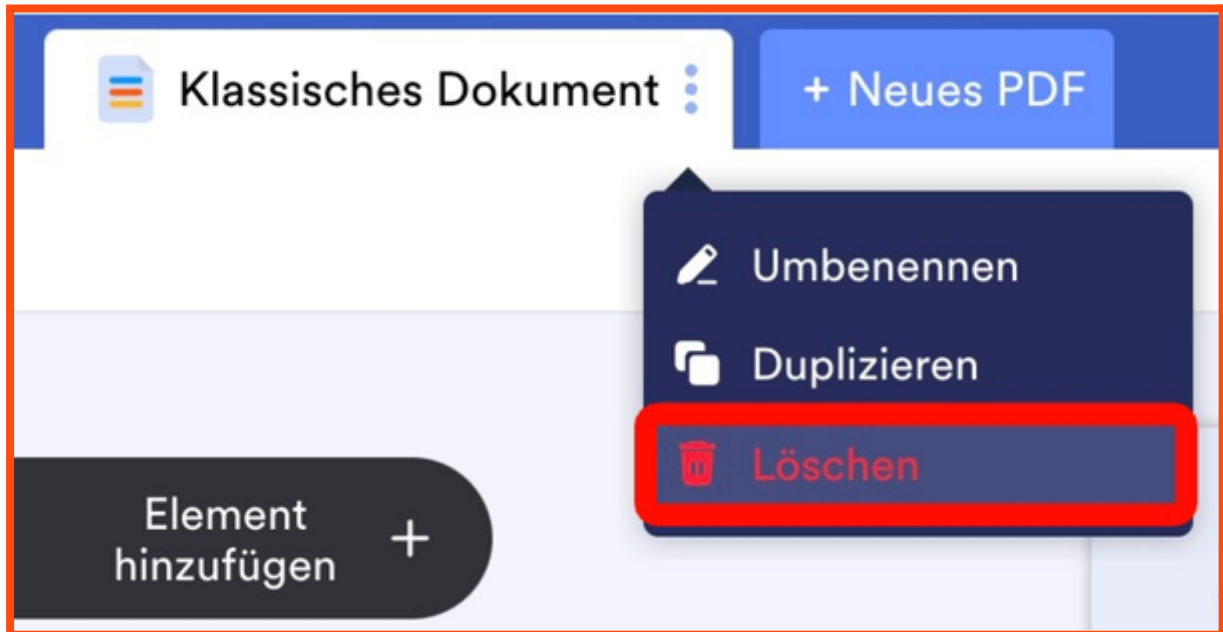 Klassisches Dokument
+ Neues PDF
Umbenennen
Duplizieren
Löschen
Element
hinzufügen
+